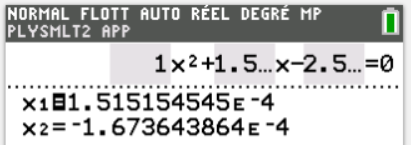 NORMAL FLOTT AUTO RÉEL DEGRÉ MP
PLYSMLT2 APP
1x²+1.5…x-2.5…=0
x1=1.515154545E-4
x2=-1.673643864E-4